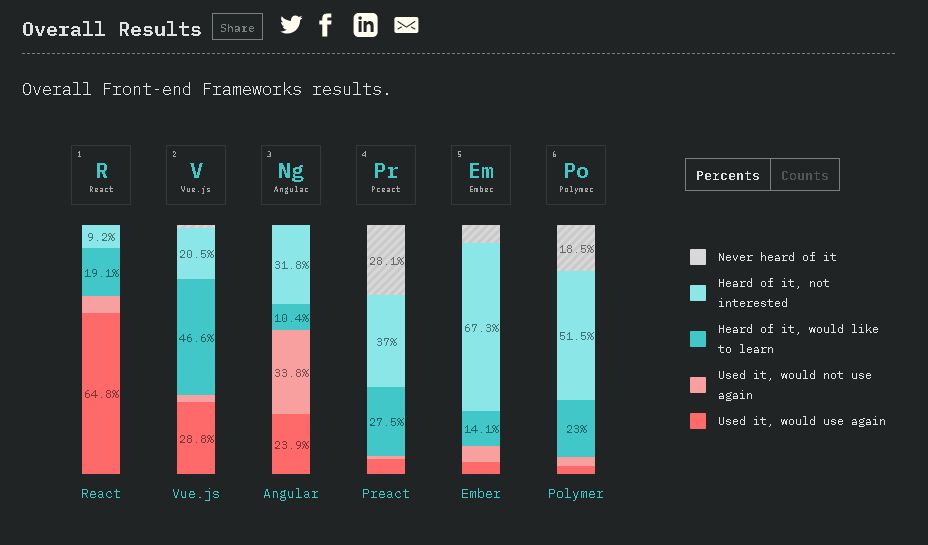 Overall Results Share
Overall Front-end Frameworks results.
1 2 3 4 5 6
R V Ng Pr Em Po
React Vue.js Angular Preact Ember Polymer
Percents Counts
9.2% 19.1% 64.8%
20.5% 46.6% 28.8%
31.8% 10.4% 33.8% 23.9%
28.1% 37% 27.5%
67.3% 14.1%
18.5% 51.5% 23%
React Vue.js Angular Preact Ember Polymer
Never heard of it
Heard of it, not
interested
Heard of it, would like
to learn
Used it, would not use
again
Used it, would use again